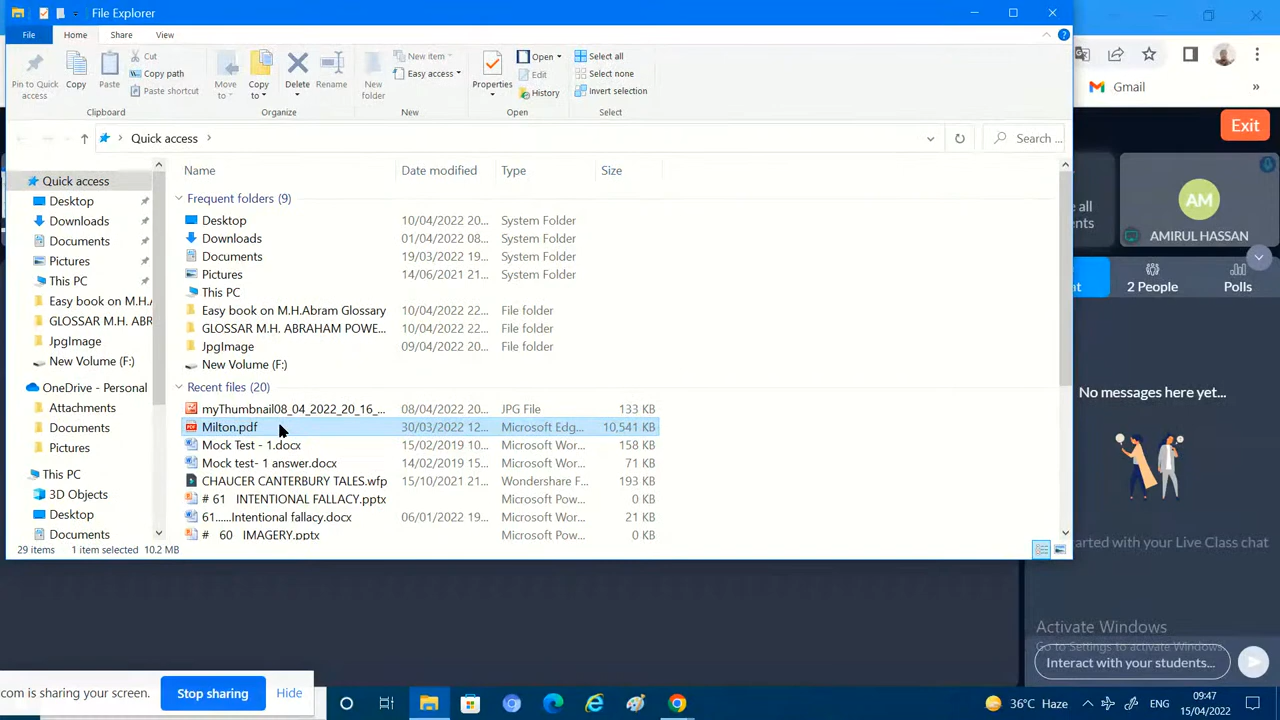 File Explorer
File Home Share View
Pin to Quick access
Copy
Paste
Cut
Copy path
Paste shortcut
Clipboard
Move to
Copy to
Delete
Rename
Organize
New folder
New item
Easy access
New
Properties
Open
Edit
History
Open
Select all
Select none
Invert selection
Select
Quick access
Search ...
Gmail
Exit
Quick access
Desktop
Downloads
Documents
Pictures
This PC
Easy book on M.H.A
GLOSSAR M.H. ABR
JpgImage
New Volume (F:)
OneDrive - Personal
Attachments
Documents
Pictures
This PC
3D Objects
Desktop
Documents
Name Date modified Type Size
Frequent folders (9)
Desktop 10/04/2022 20... System Folder
Downloads 01/04/2022 08... System Folder
Documents 19/03/2022 19... System Folder
Pictures 14/06/2021 21... System Folder
This PC
Easy book on M.H.Abram Glossary 10/04/2022 22... File folder
GLOSSAR M.H. ABRAHAM POWE... 10/04/2022 22... File folder
JpgImage 09/04/2022 20... File folder
New Volume (F:)
Recent files (20)
myThumbnail08_04_2022_20_16_... 08/04/2022 20... JPG File 133 KB
Milton.pdf 30/03/2022 12... Microsoft Edg... 10,541 KB
Mock Test - 1.docx 15/02/2019 10... Microsoft Wor... 158 KB
Mock test- 1 answer.docx 14/02/2019 15... Microsoft Wor... 71 KB
CHAUCER CANTERBURY TALES.wfp 15/10/2021 21... Wondershare F... 193 KB
# 61 INTENTIONAL FALLACY.pptx Microsoft Pow... 0 KB
61......Intentional fallacy.docx 06/01/2022 19... Microsoft Wor... 21 KB
# 60 IMAGERY.pptx Microsoft Pow... 0 KB
29 items 1 item selected 10.2 MB
e all
nts
AM
AMIRUL HASSAN
at
2 People
Polls
No messages here yet...
arted with your Live Class chat
Activate Windows
Go to Settings to activate Windows.
Interact with your students...
com is sharing your screen. Stop sharing Hide
36°C Haze
ENG
09:47
15/04/2022